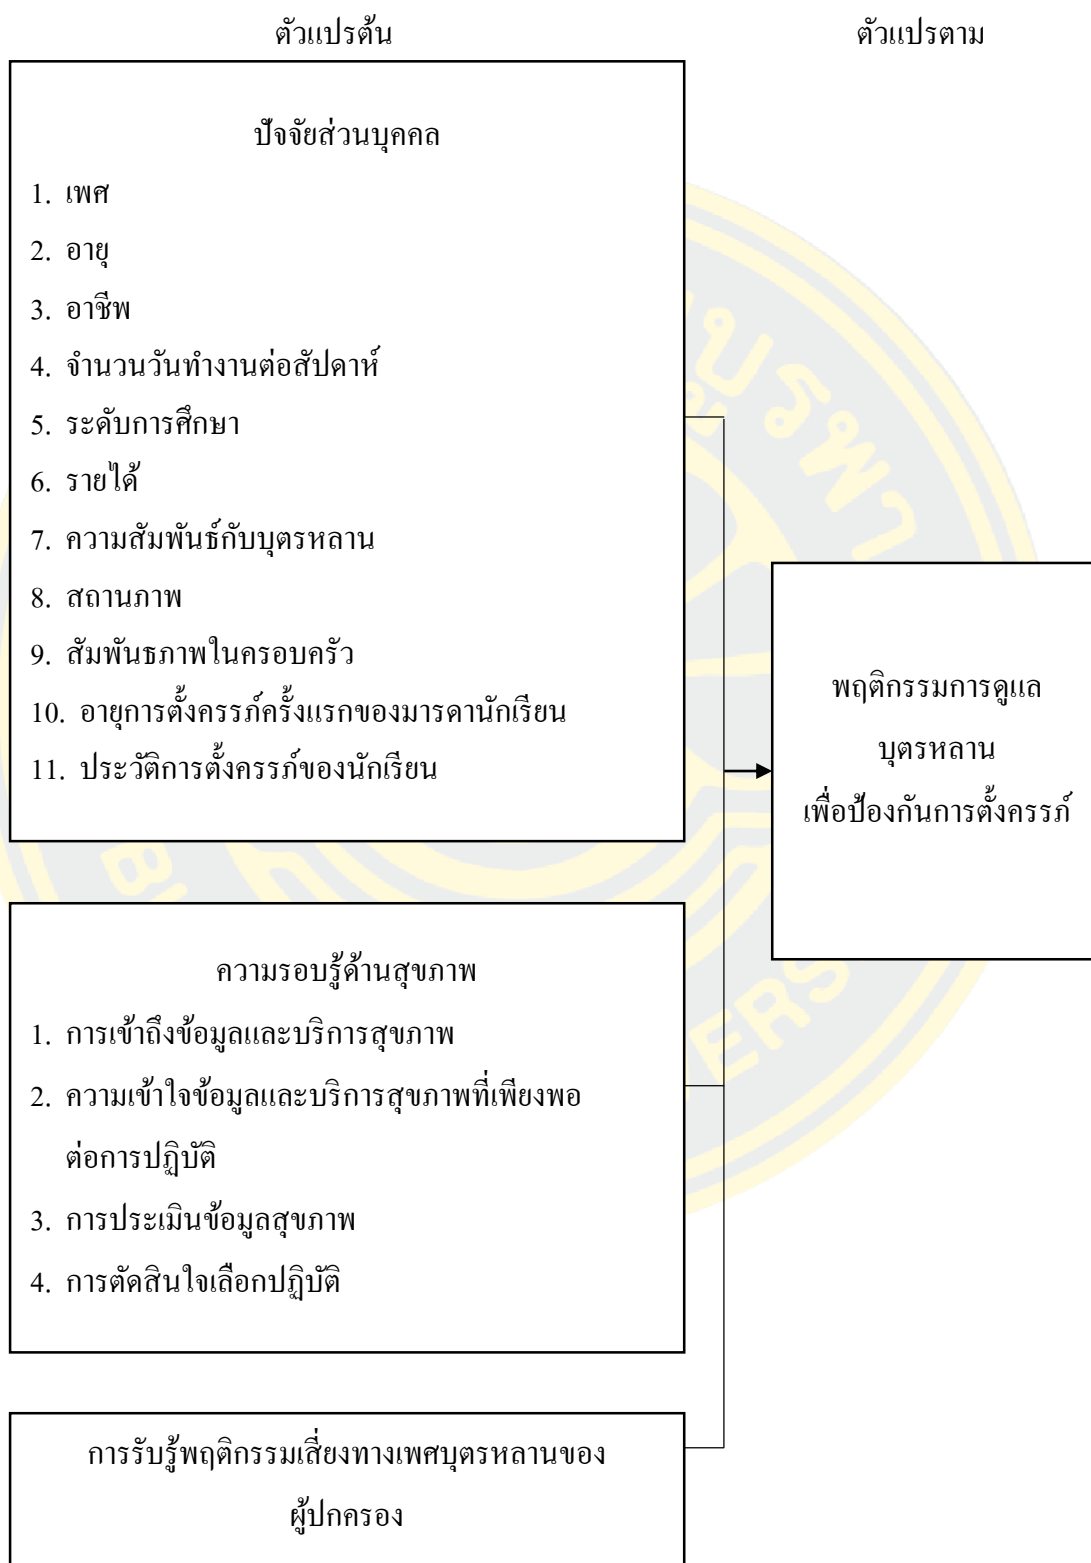 ตัวแปรต้น ตัวแปรตาม
ปัจจัยส่วนบุคคล
1. เพศ
2. อายุ
3. อาชีพ
4. จำนวนวันทำงานต่อสัปดาห์
5. ระดับการศึกษา
6. รายได้
7. ความสัมพันธ์กับบุตรหลาน
8. สถานภาพ
9. สัมพันธภาพในครอบครัว
10. อายุการตั้งครรภ์ครั้งแรกของมารดานักเรียน
11. ประวัติการตั้งครรภ์ของนักเรียน
พฤติกรรมการดูแล
บุตรหลาน
เพื่อป้องกันการตั้งครรภ์
ความรอบรู้ด้านสุขภาพ
1. การเข้าถึงข้อมูลและบริการสุขภาพ
2. ความเข้าใจข้อมูลและบริการสุขภาพที่เพียงพอ
ต่อการปฏิบัติ
3. การประเมินข้อมูลสุขภาพ
4. การตัดสินใจเลือกปฏิบัติ
การรับรู้พฤติกรรมเสี่ยงทางเพศบุตรหลานของ
ผู้ปกครอง